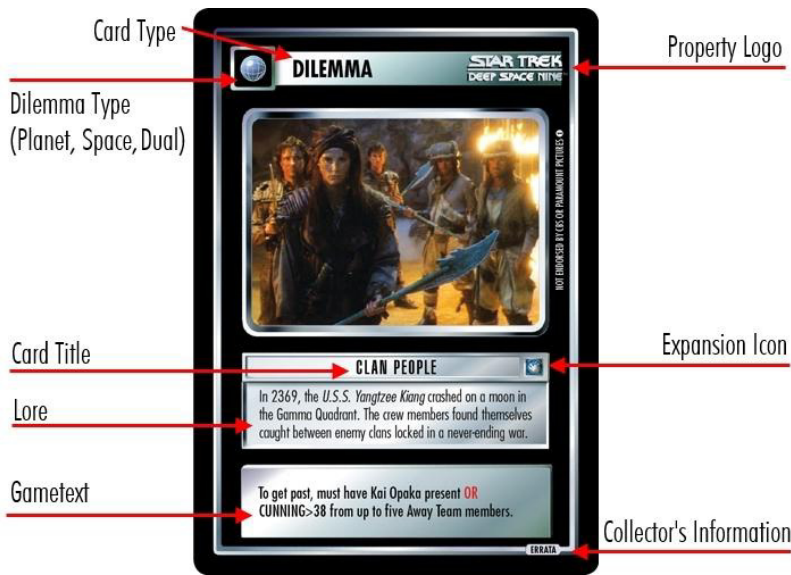 Card Type
Property Logo
DILEMMA
STAR TREK
DEEP SPACE NINE
Dilemma Type
(Planet, Space, Dual)
NOT ENDORSED BY CBS OR PARAMOUNT PICTURES
Card Title
CLAN PEOPLE
Expansion Icon
Lore
In 2369, the U.S.S. Yangtzee Kiang crashed on a moon in
the Gamma Quadrant. The crew members found themselves
caught between enemy clans locked in a never-ending war.
Gametext
To get past, must have Kai Opaka present OR
CUNNING>38 from up to five Away Team members.
Collector's Information
ERRATA